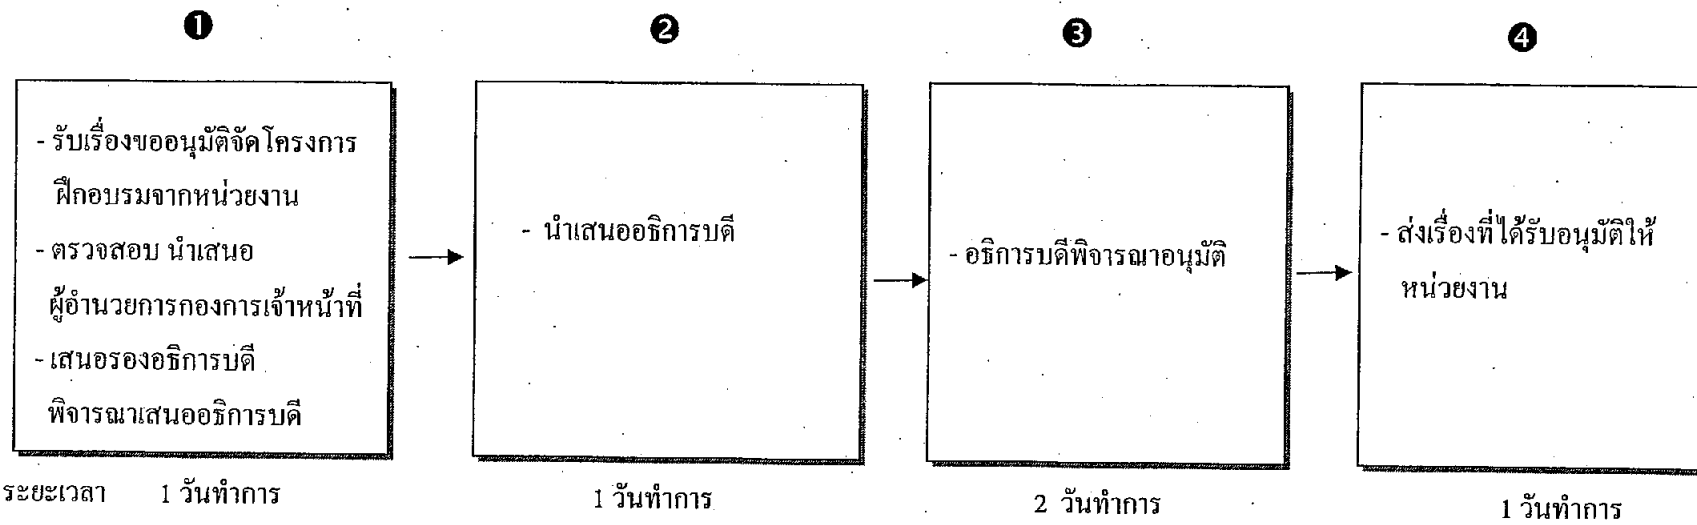 ❶
- รับเรื่องขออนุมัติจัดโครงการ
ฝึกอบรมจากหน่วยงาน
- ตรวจสอบ นำเสนอ
ผู้อำนวยการกองการเจ้าหน้าที่
- เสนอรองอธิการบดี
พิจารณาเสนออธิการบดี
❷
- นำเสนออธิการบดี
❸
- อธิการบดีพิจารณาอนุมัติ
❹
- ส่งเรื่องที่ได้รับอนุมัติให้
หน่วยงาน
ระยะเวลา 1 วันทำการ
1 วันทำการ
2 วันทำการ
1 วันทำการ